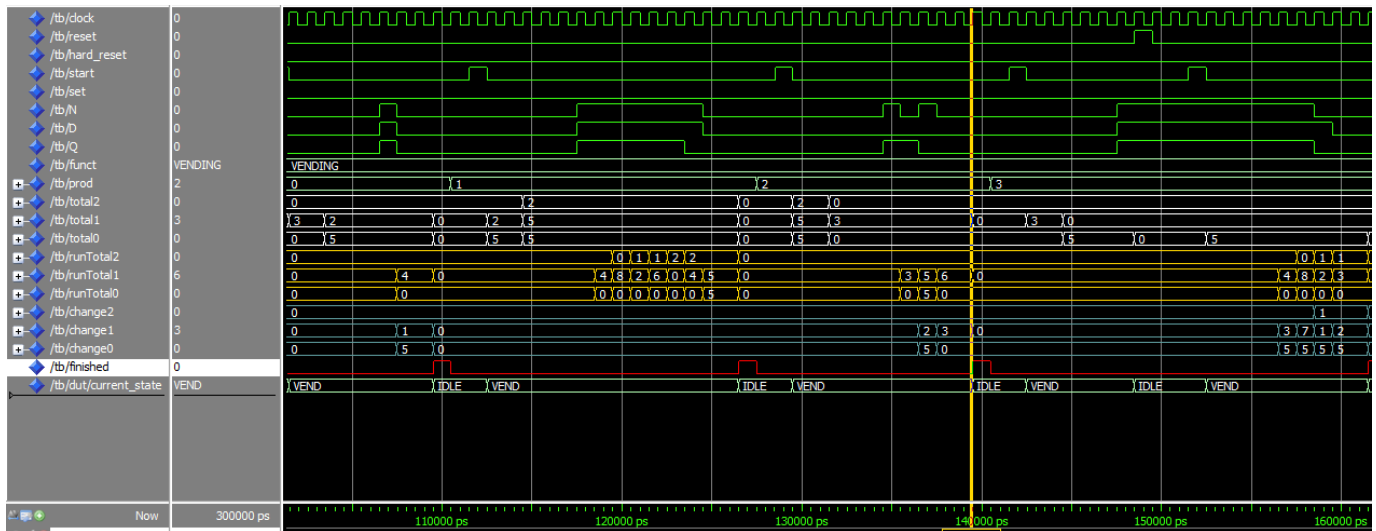 /tb/clock 0
/tb/reset 0
/tb/hard_reset 0
/tb/start 0
/tb/set 0
/tb/N 0
/tb/D 0
/tb/Q 0
/tb/funct VENDING VENDING
/tb/prod 2 0 1 2 3
/tb/total2 0 0 2 0 2 0
/tb/total1 3 3 2 0 2 5 0 5 3 0 3 0
/tb/total0 0 0 5 0 5 5 0 5 0 5 0 5
/tb/runTotal2 0 0 0 1 1 2 2 0 0 1 1
/tb/runTotal1 6 0 4 0 4 8 2 6 0 4 5 0 3 5 6 0 4 8 2 3
/tb/runTotal0 0 0 0 0 0 0 0 0 0 5 0 0 5 0 0 0 0 0
/tb/change2 0 0 1
/tb/change1 3 0 1 0 2 3 0 3 7 1 2
/tb/change0 0 0 5 0 5 0 5 5 5 5
/tb/finished 0
/tb/dut/current_state VEND VEND IDLE VEND IDLE VEND IDLE VEND IDLE VEND
Now 300000 ps 110000 ps 120000 ps 130000 ps 140000 ps 150000 ps 160000 ps